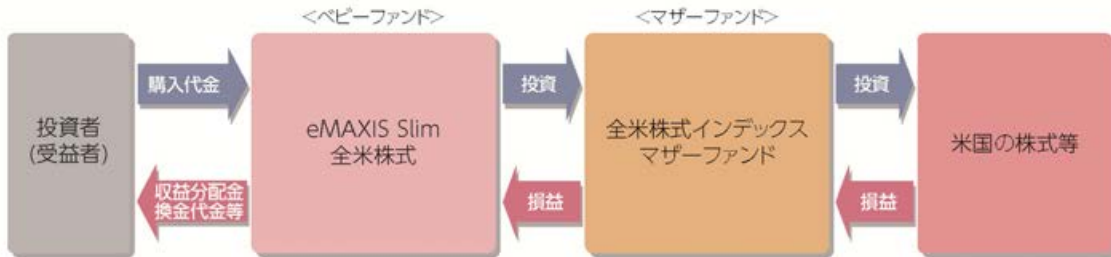 ＜ベビーファンド＞
＜マザーファンド＞
投資者
(受益者)
購入代金
収益分配金
換金代金等
eMAXIS Slim
全米株式
投資
損益
全米株式インデックス
マザーファンド
投資
損益
米国の株式等